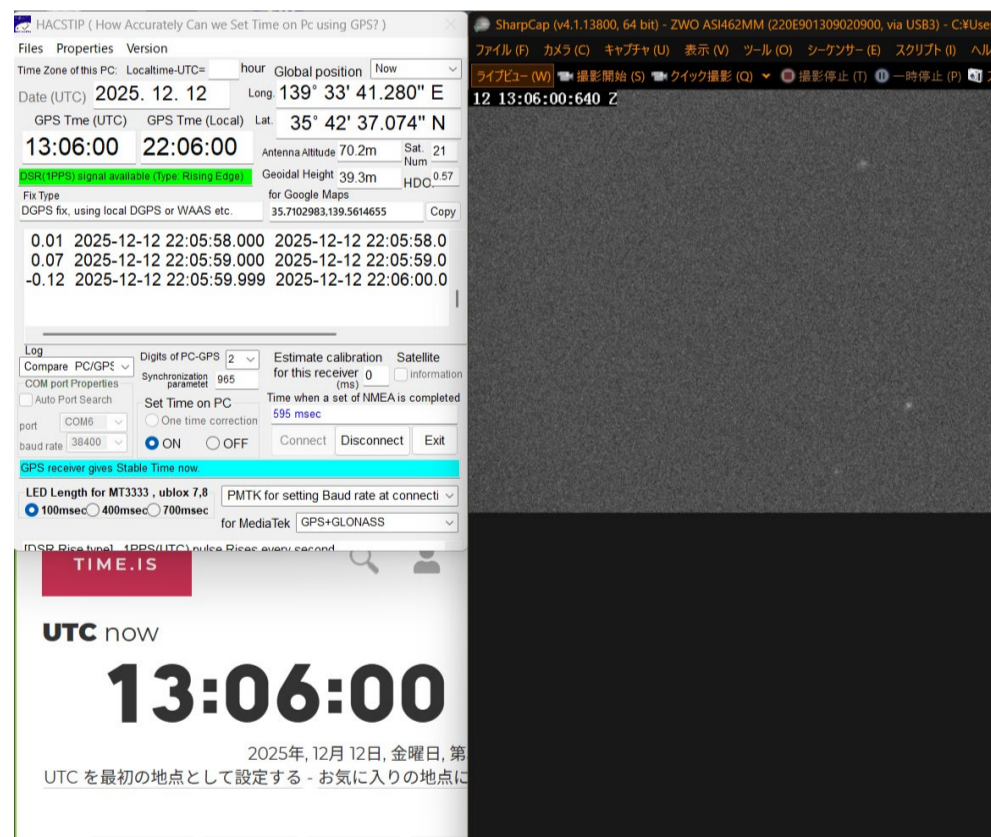 HACSTIP ( How Accurately Can we Set Time on Pc using GPS? )
Files Properties Version
Time Zone of this PC: Localtime-UTC= hour
Global position Now
Date (UTC) 2025. 12. 12
Long. 139° 33' 41.280" E
GPS Tme (UTC) GPS Tme (Local)
Lat. 35° 42' 37.074" N
13:06:00 22:06:00
Antenna Altitude 70.2m Sat. Num 21
DSR(1PPS) signal available (Type: Rising Edge)
Geoidal Height 39.3m HDO. 0.57
Fix Type
for Google Maps
DGPS fix, using local DGPS or WAAS etc.
35.7102983,139.5614655 Copy
0.01 2025-12-12 22:05:58.000 2025-12-12 22:05:58.0
0.07 2025-12-12 22:05:59.000 2025-12-12 22:05:59.0
-0.12 2025-12-12 22:05:59.999 2025-12-12 22:06:00.0
Log
Compare PC/GPS
Digits of PC-GPS 2
Synchronization parametet 965
Estimate calibration for this receiver (ms) 0
Satellite information
COM port Properties
Auto Port Search
port COM6
baud rate 38400
Set Time on PC
One time correction
ON OFF
Time when a set of NMEA is completed
595 msec
Connect Disconnect Exit
GPS receiver gives Stable Time now.
LED Length for MT3333 , ublox 7,8
100msec 400msec 700msec
PMTK for setting Baud rate at connecti
for MediaTek GPS+GLONASS
[DSR Rise type] 1PPS(UTC) pulse Rises every second
TIME.IS
UTC now
13:06:00
2025年, 12月 12日, 金曜日, 第
UTC を最初の地点として設定する - お気に入りの地点に
SharpCap (v4.1.13800, 64 bit) - ZWO ASI462MM (220E901309020900, via USB3) - C:¥Use
ファイル (F) カメラ (C) キャプチャ (U) 表示 (V) ツール (O) シーケンサー (E) スクリプト (I) ヘル
ライブビュー (W) 撮影開始 (S) クイック撮影 (Q) 撮影停止 (T) 一時停止 (P)
12 13:06:00:640 Z